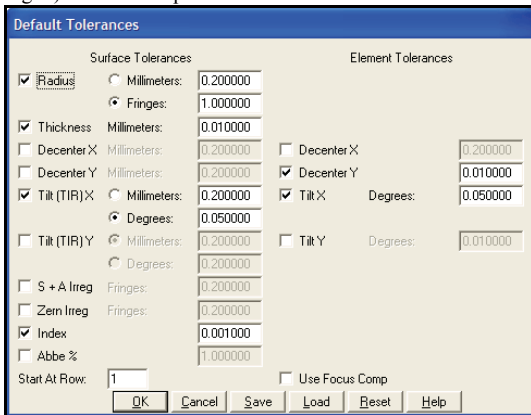 Default Tolerances
Surface Tolerances Element Tolerances
Radius Millimeters: 0.200000
Fringes: 1.000000
Thickness Millimeters: 0.010000
Decenter X Millimeters: 0.200000 Decenter X 0.200000
Decenter Y Millimeters: 0.200000 Decenter Y 0.010000
Tilt (TIR) X Millimeters: 0.200000 Tilt X Degrees: 0.050000
Degrees: 0.050000
Tilt (TIR) Y Millimeters: 0.200000 Tilt Y Degrees: 0.010000
Degrees: 0.200000
S + A Irreg Fringes: 0.200000
Zern Irreg Fringes: 0.200000
Index 0.001000
Abbe % 1.000000
Start At Row: 1 Use Focus Comp
OK Cancel Save Load Reset Help